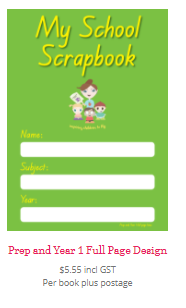 My School
Scrapbook
Name:
Subject:
Year:
Prep and Year 1 Full Page Design
$5.55 incl GST
Per book plus postage